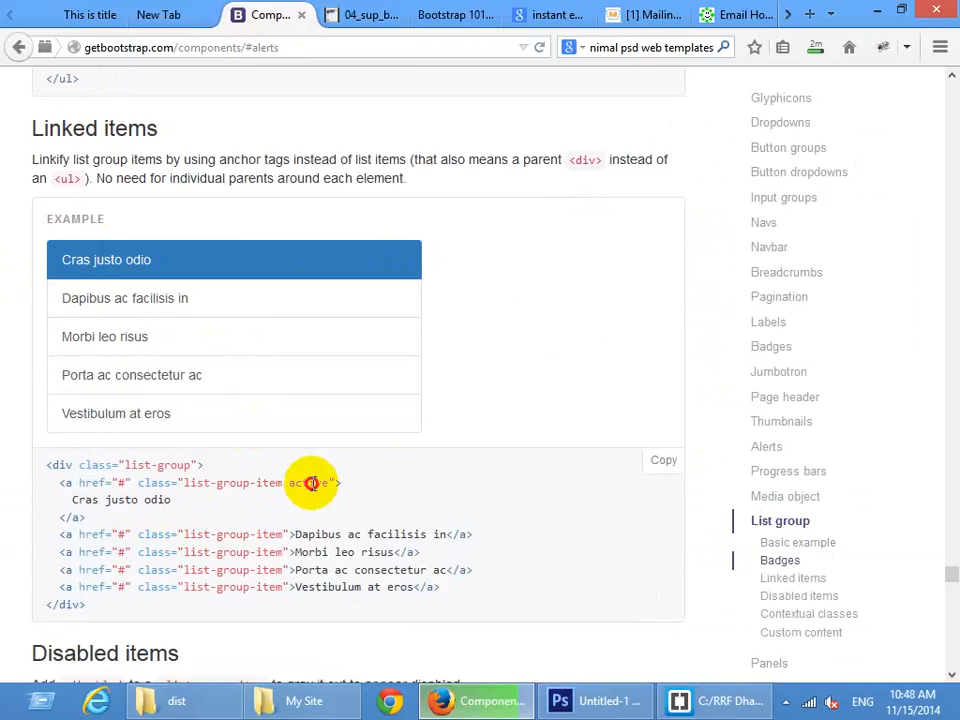 This is title
New Tab
Comp...
04_sup_b...
Bootstrap 101...
instant e...
[1] Mailin...
Email Ho...
getbootstrap.com/components/#alerts
nimal psd web templates
2m
</ul>
Linked items
Linkify list group items by using anchor tags instead of list items (that also means a parent <div> instead of
an <ul> ). No need for individual parents around each element.
EXAMPLE
Cras justo odio
Dapibus ac facilisis in
Morbi leo risus
Porta ac consectetur ac
Vestibulum at eros
Copy
<div class="list-group">
<a href="#" class="list-group-item active">
Cras justo odio
</a>
<a href="#" class="list-group-item">Dapibus ac facilisis in</a>
<a href="#" class="list-group-item">Morbi leo risus</a>
<a href="#" class="list-group-item">Porta ac consectetur ac</a>
<a href="#" class="list-group-item">Vestibulum at eros</a>
</div>
Disabled items
Glyphicons
Dropdowns
Button groups
Button dropdowns
Input groups
Navs
Navbar
Breadcrumbs
Pagination
Labels
Badges
Jumbotron
Page header
Thumbnails
Alerts
Progress bars
Media object
List group
Basic example
Badges
Linked items
Disabled items
Contextual classes
Custom content
Panels
dist
My Site
Componen...
Untitled-1 ...
C:/RRF Dha...
ENG
10:48 AM
11/15/2014